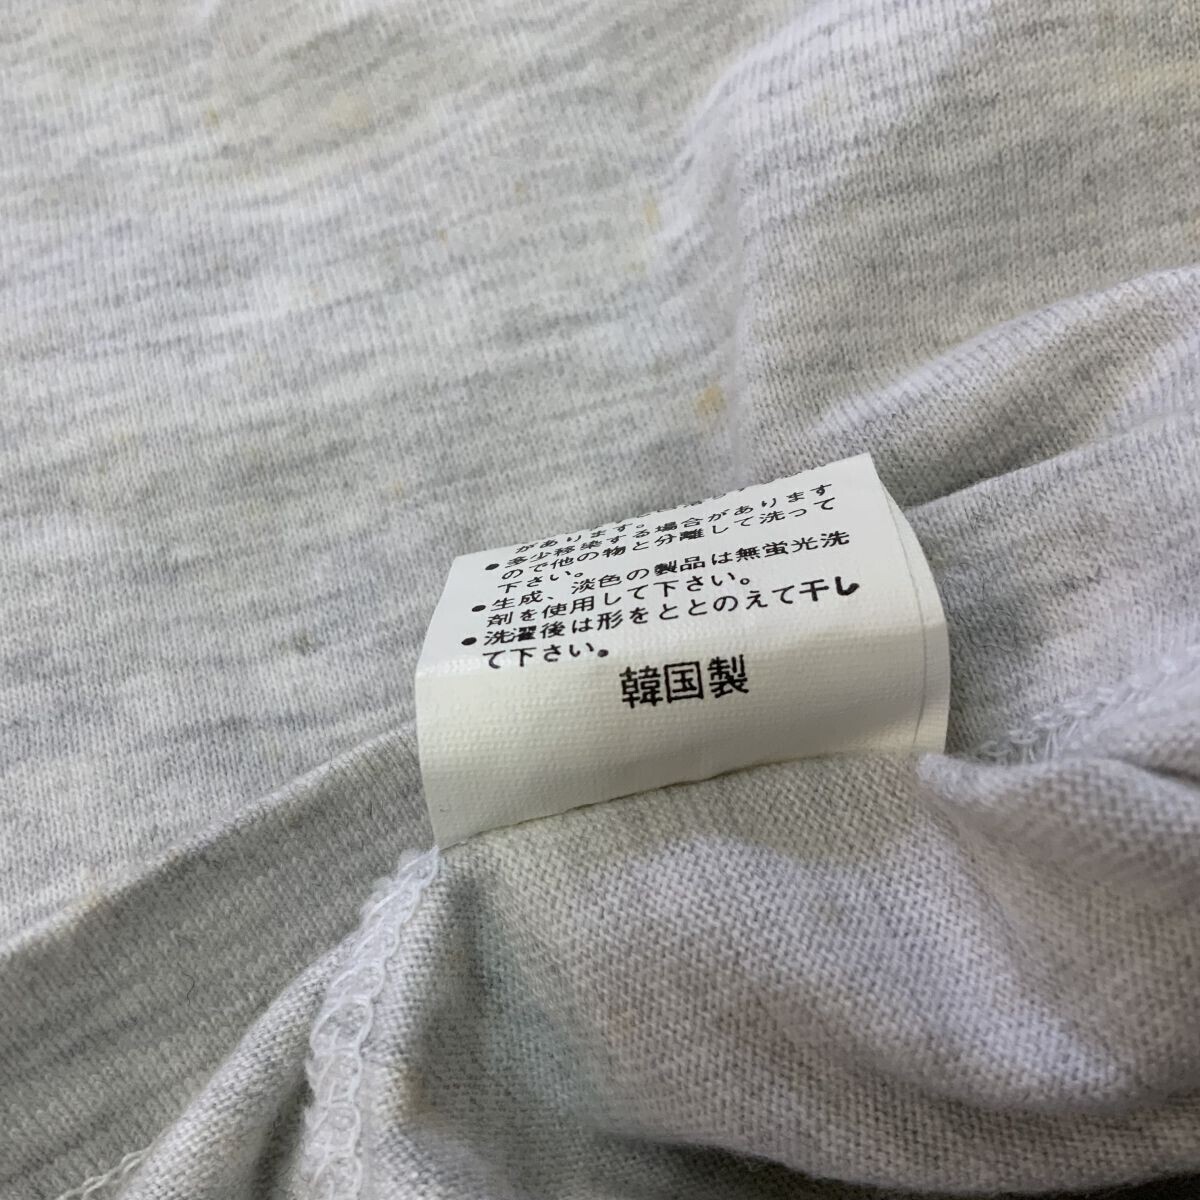 があります。
●多少移染する場合があります
ので他の物と分離して洗って
下さい。
●生成、淡色の製品は無蛍光洗
剤を使用して下さい。
●洗濯後は形をととのえて干し
て下さい。
韓国製